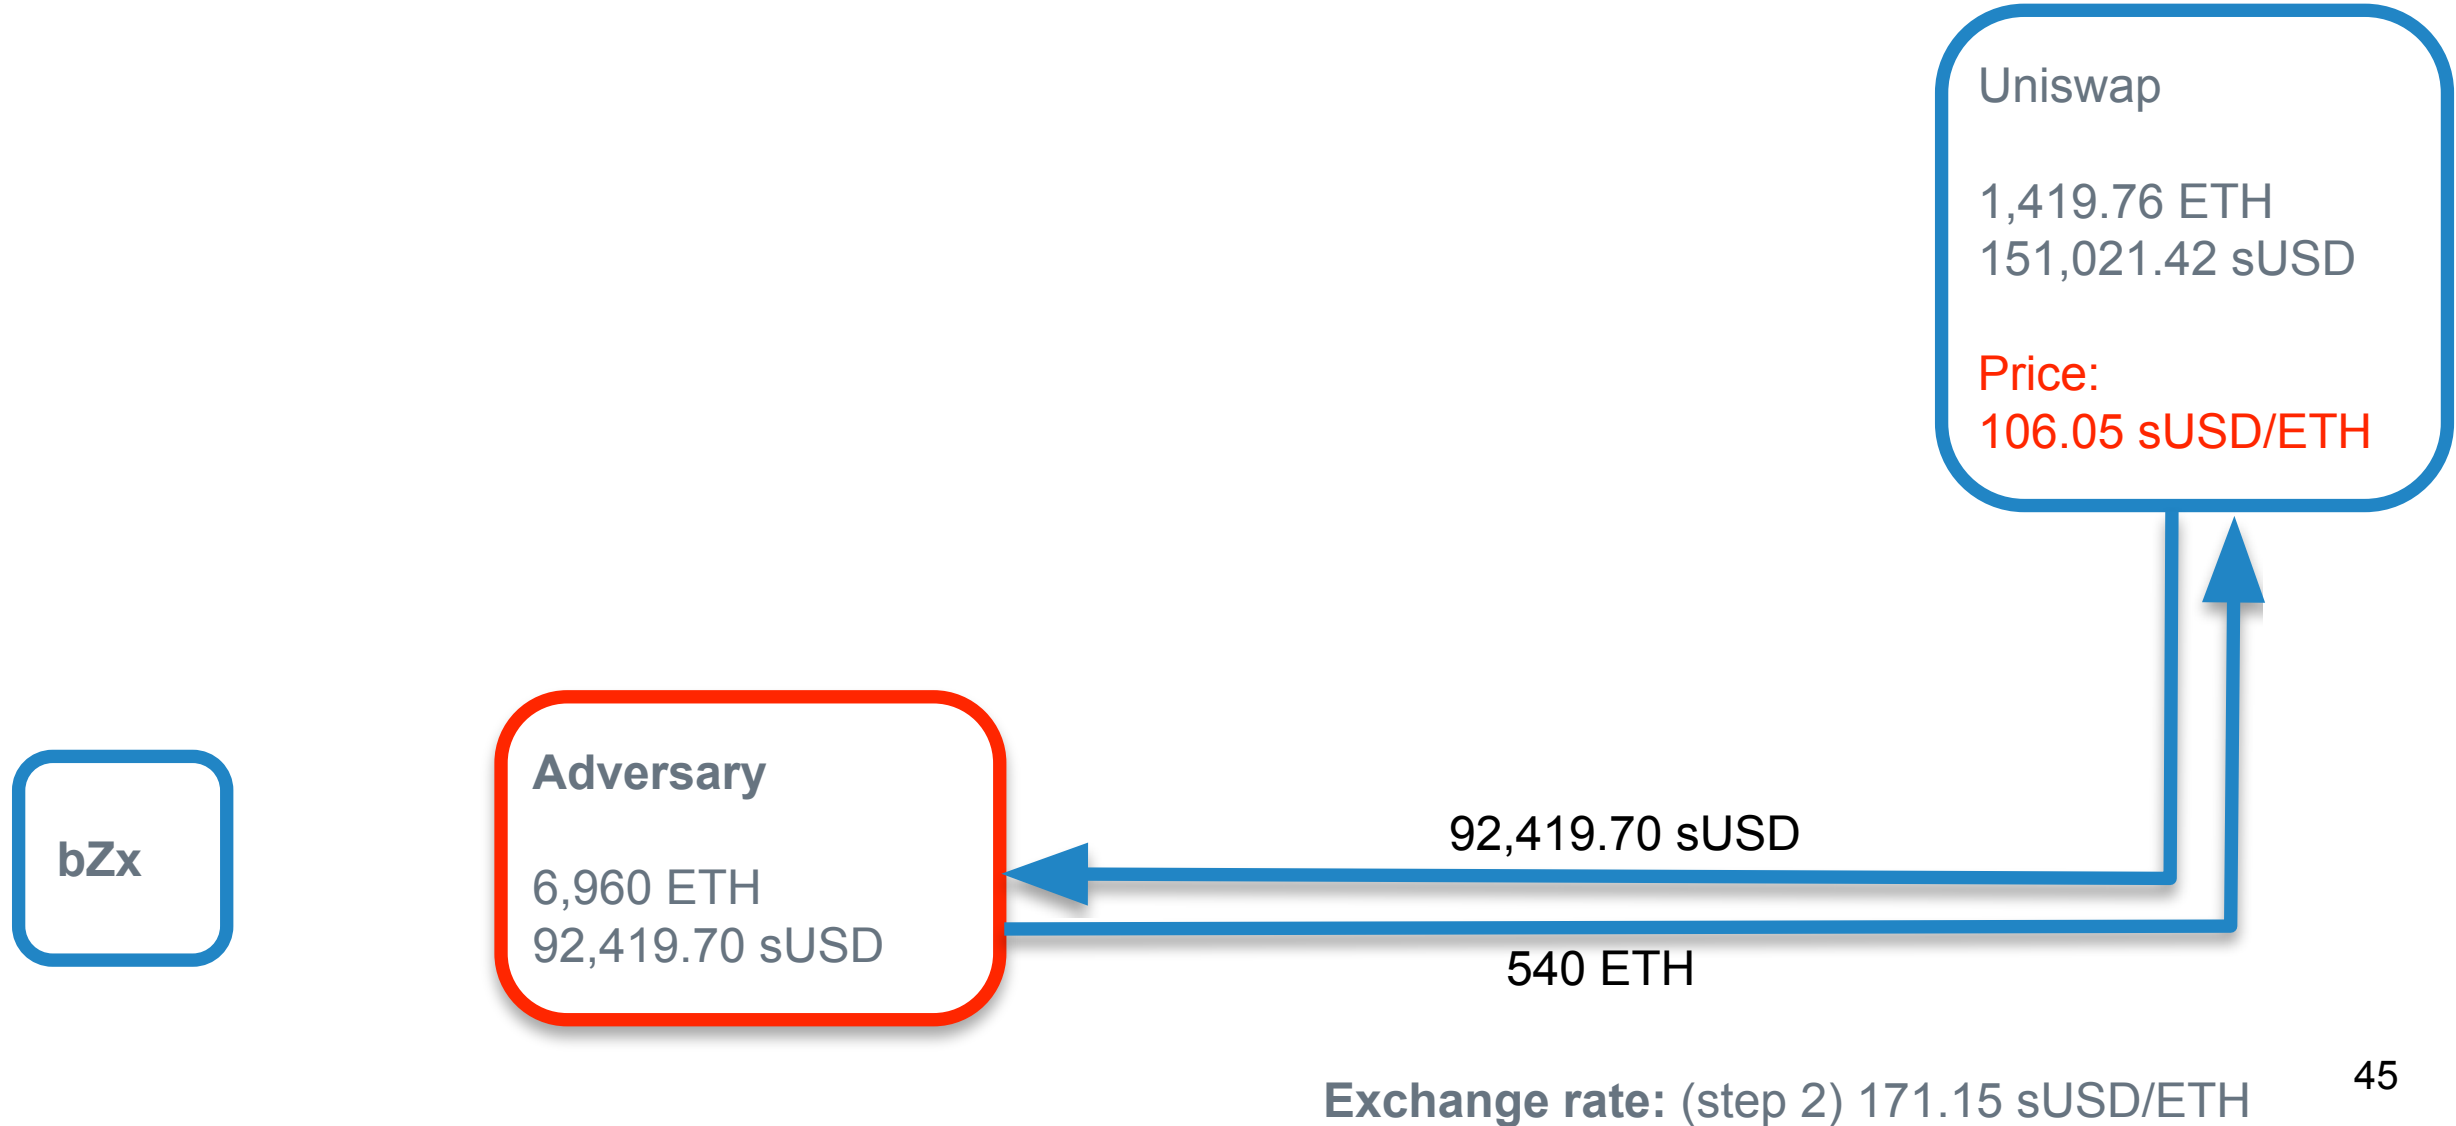 Uniswap
1,419.76 ETH
151,021.42 sUSD
Price:
106.05 sUSD/ETH
bZx
Adversary
6,960 ETH
92,419.70 sUSD
92,419.70 sUSD
540 ETH
Exchange rate: (step 2) 171.15 sUSD/ETH
45